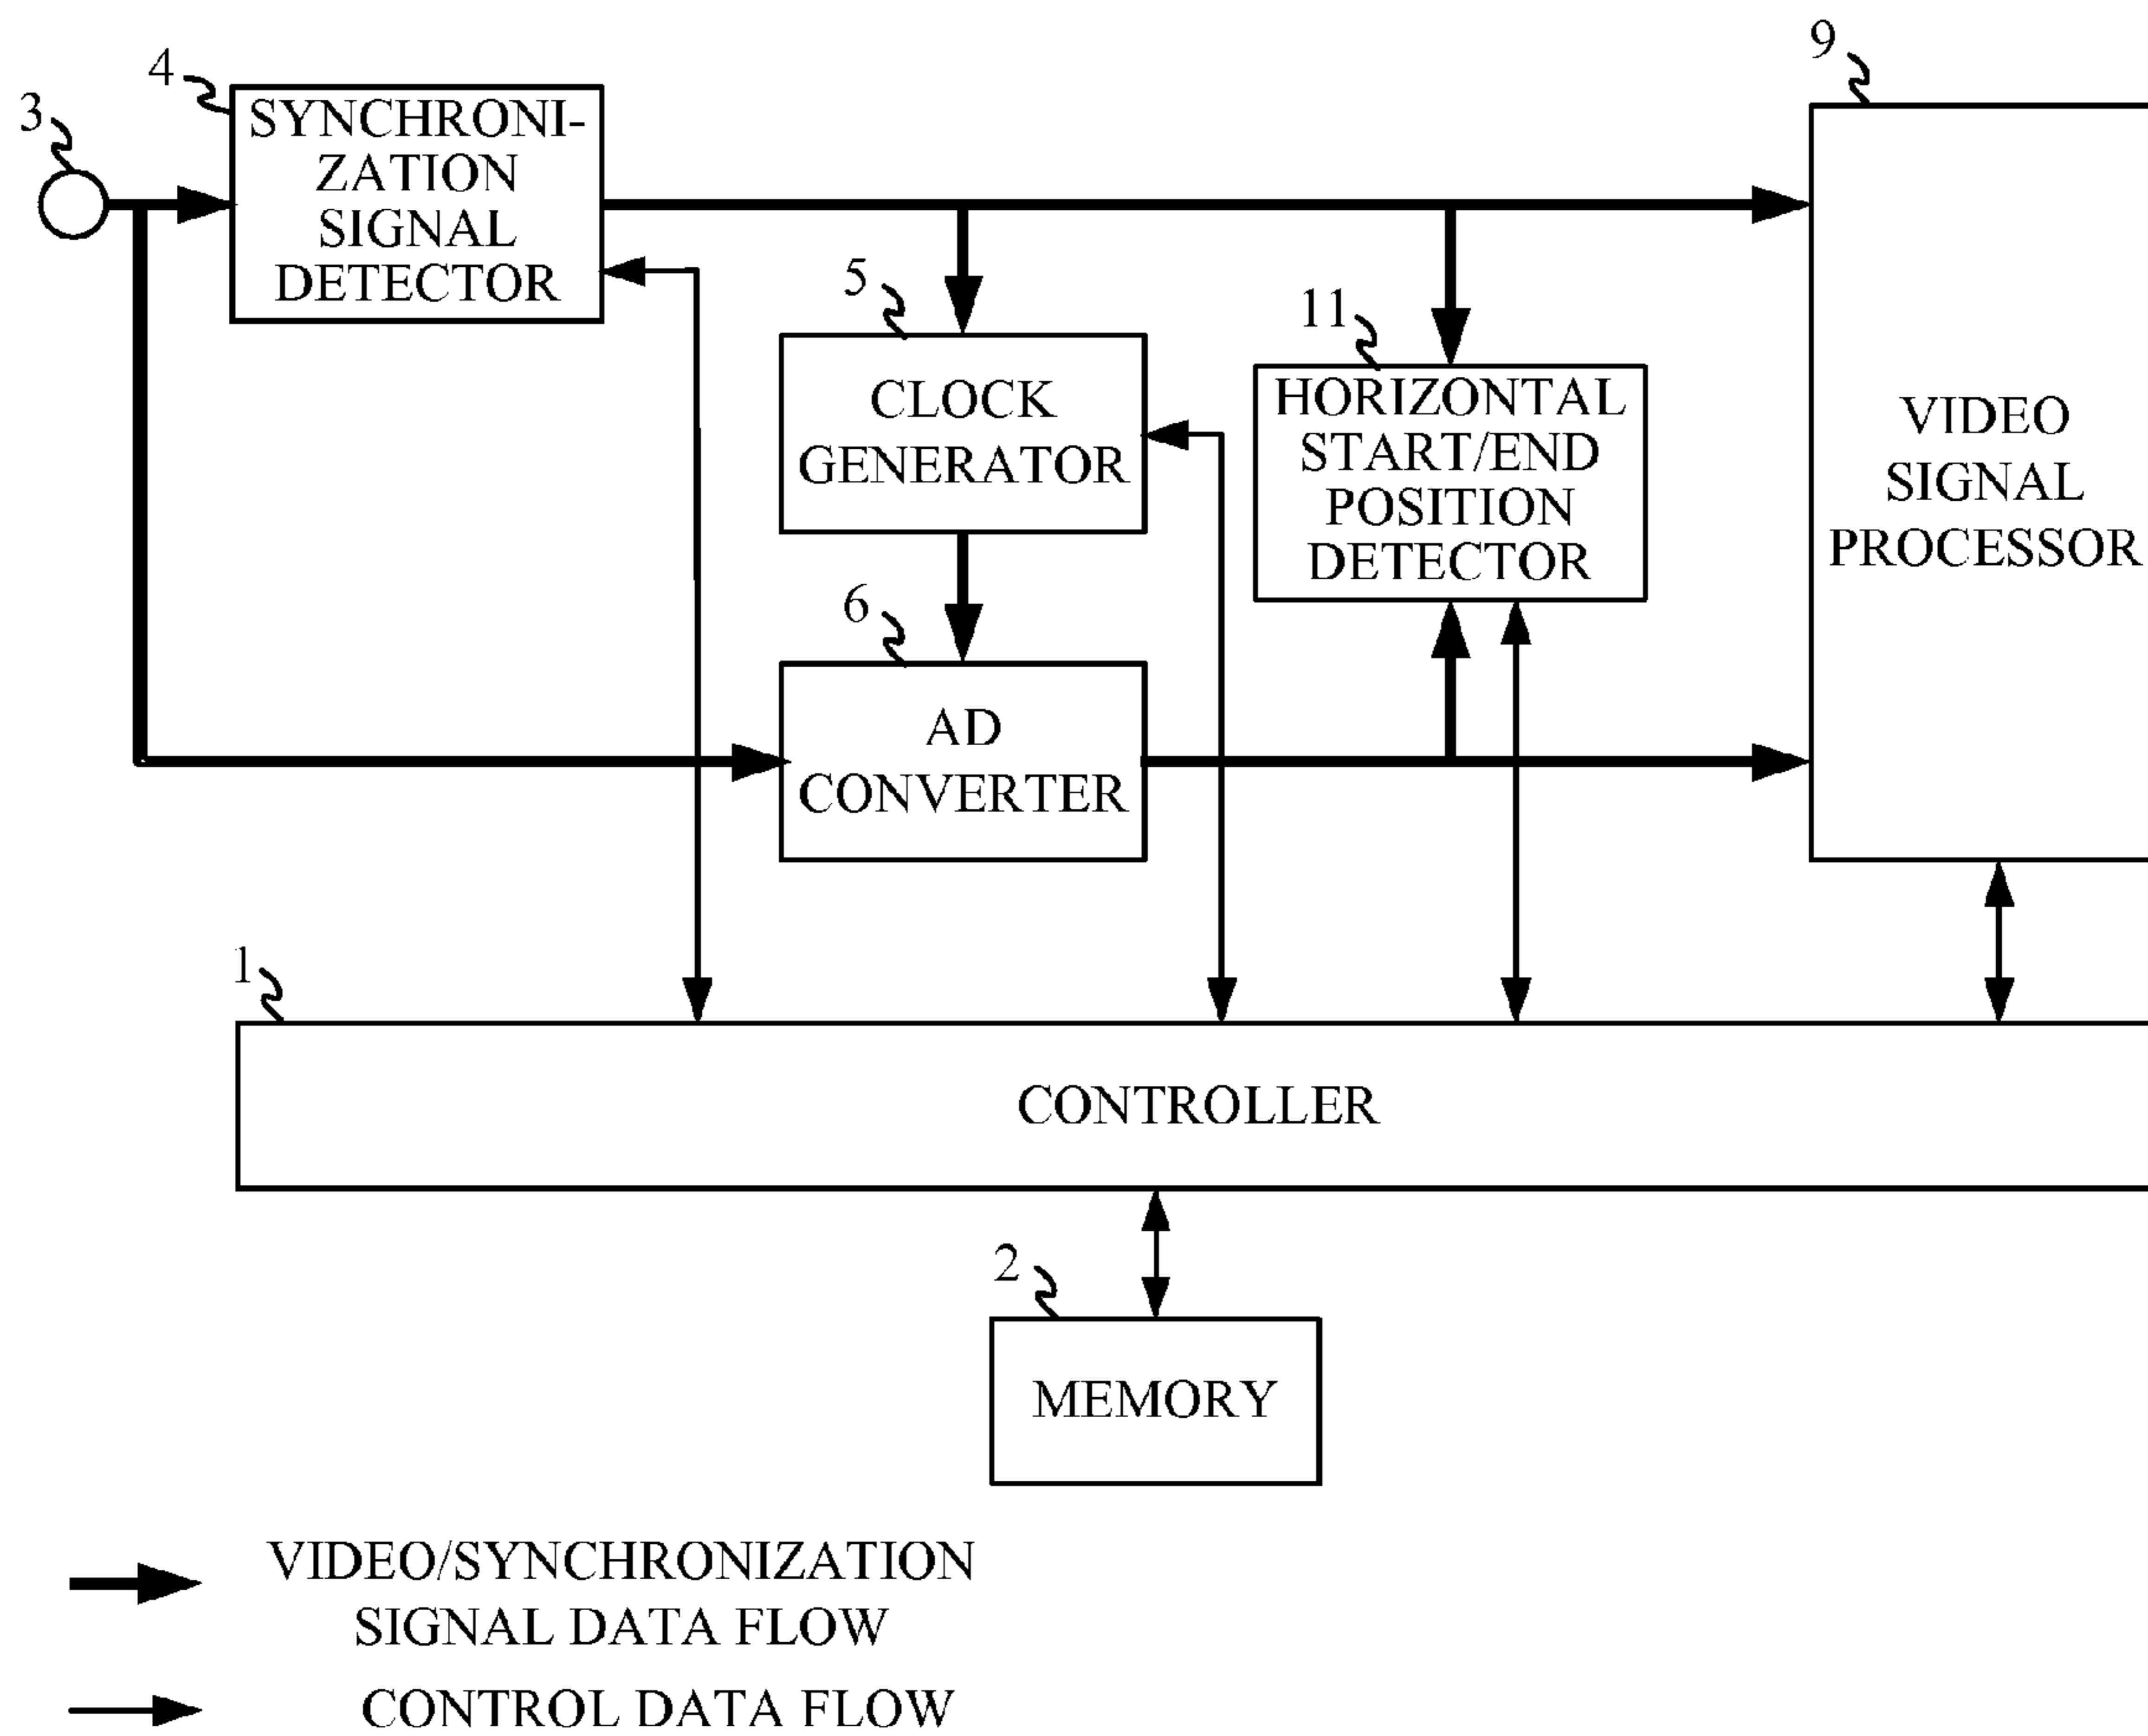 9
4
3
SYNCHRONI-
ZATION
SIGNAL
DETECTOR
5
11
CLOCK
GENERATOR
HORIZONTAL
START/END
POSITION
DETECTOR
VIDEO
SIGNAL
PROCESSOR
6
AD
CONVERTER
1
CONTROLLER
2
MEMORY
VIDEO/SYNCHRONIZATION
SIGNAL DATA FLOW
CONTROL DATA FLOW